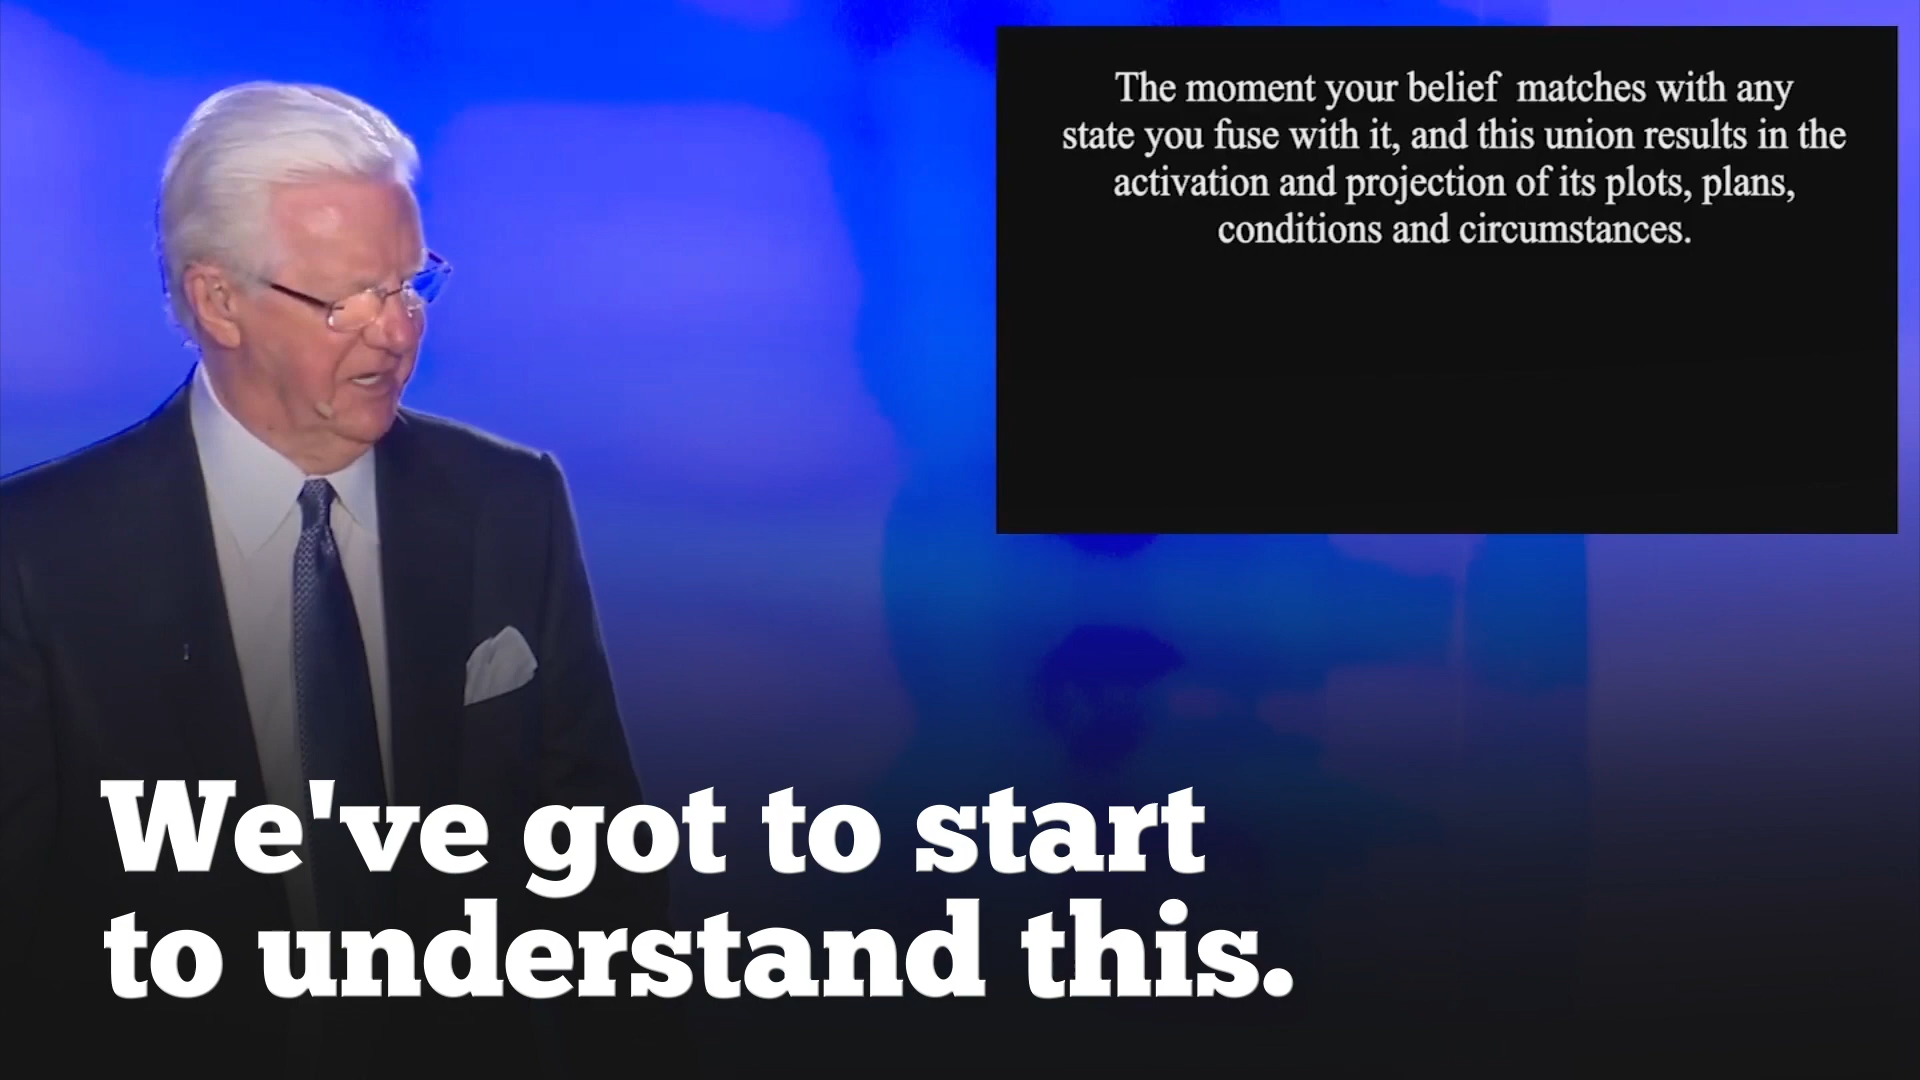 The moment your belief  matches with any
state you fuse with it, and this union results in the
activation and projection of its plots, plans,
conditions and circumstances.
We've got to start
to understand this.